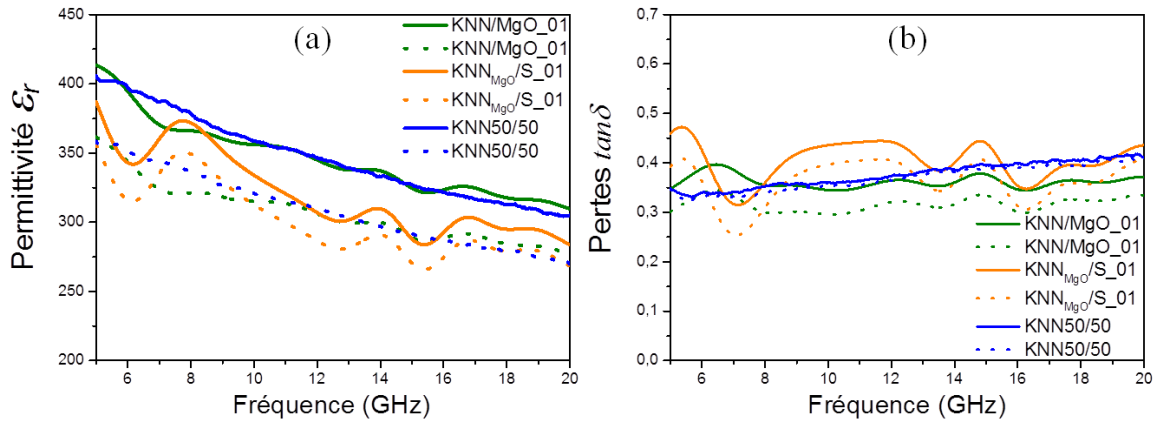 (a)
Permittivité εr
450
400
350
300
250
200
KNN/MgO_01
KNN/MgO_01
KNNMgO/S_01
KNNMgO/S_01
KNN50/50
KNN50/50
6 8 10 12 14 16 18 20
Fréquence (GHz)
(b)
Pertes tanδ
0,7
0,6
0,5
0,4
0,3
0,2
0,1
0,0
KNN/MgO_01
KNN/MgO_01
KNNMgO/S_01
KNNMgO/S_01
KNN50/50
KNN50/50
6 8 10 12 14 16 18 20
Fréquence (GHz)